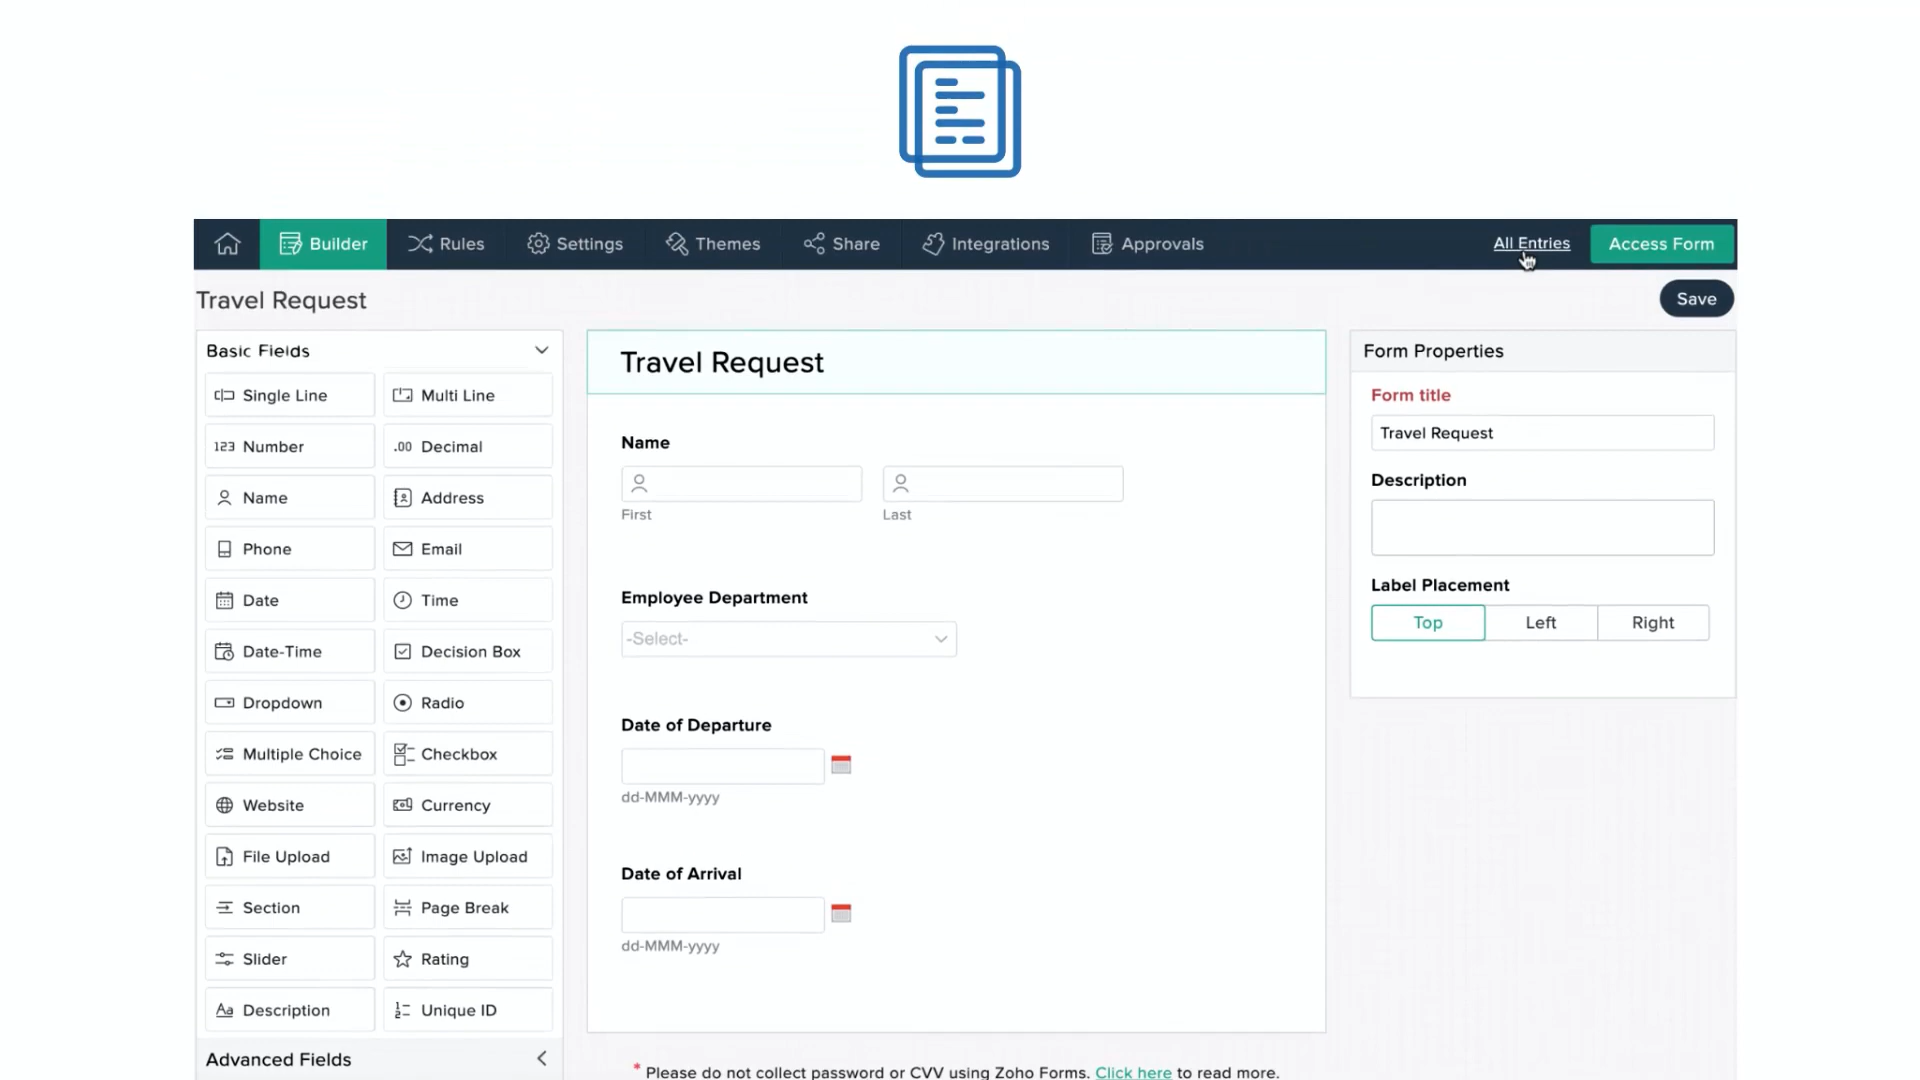 Builder
Rules
Settings
Themes
Share
Integrations
Approvals
All Entries
Access Form
Travel Request
Save
Basic Fields
Single Line
Multi Line
123 Number
.00 Decimal
Name
Address
Phone
Email
Date
Time
Date-Time
Decision Box
Dropdown
Radio
Multiple Choice
Checkbox
Website
Currency
File Upload
Image Upload
Section
Page Break
Slider
Rating
Aa Description
Unique ID
Advanced Fields
Travel Request
Name
First
Last
Employee Department
-Select-
Date of Departure
dd-MMM-yyyy
Date of Arrival
dd-MMM-yyyy
* Please do not collect password or CVV using Zoho Forms. Click here to read more.
Form Properties
Form title
Travel Request
Description
Label Placement
Top
Left
Right